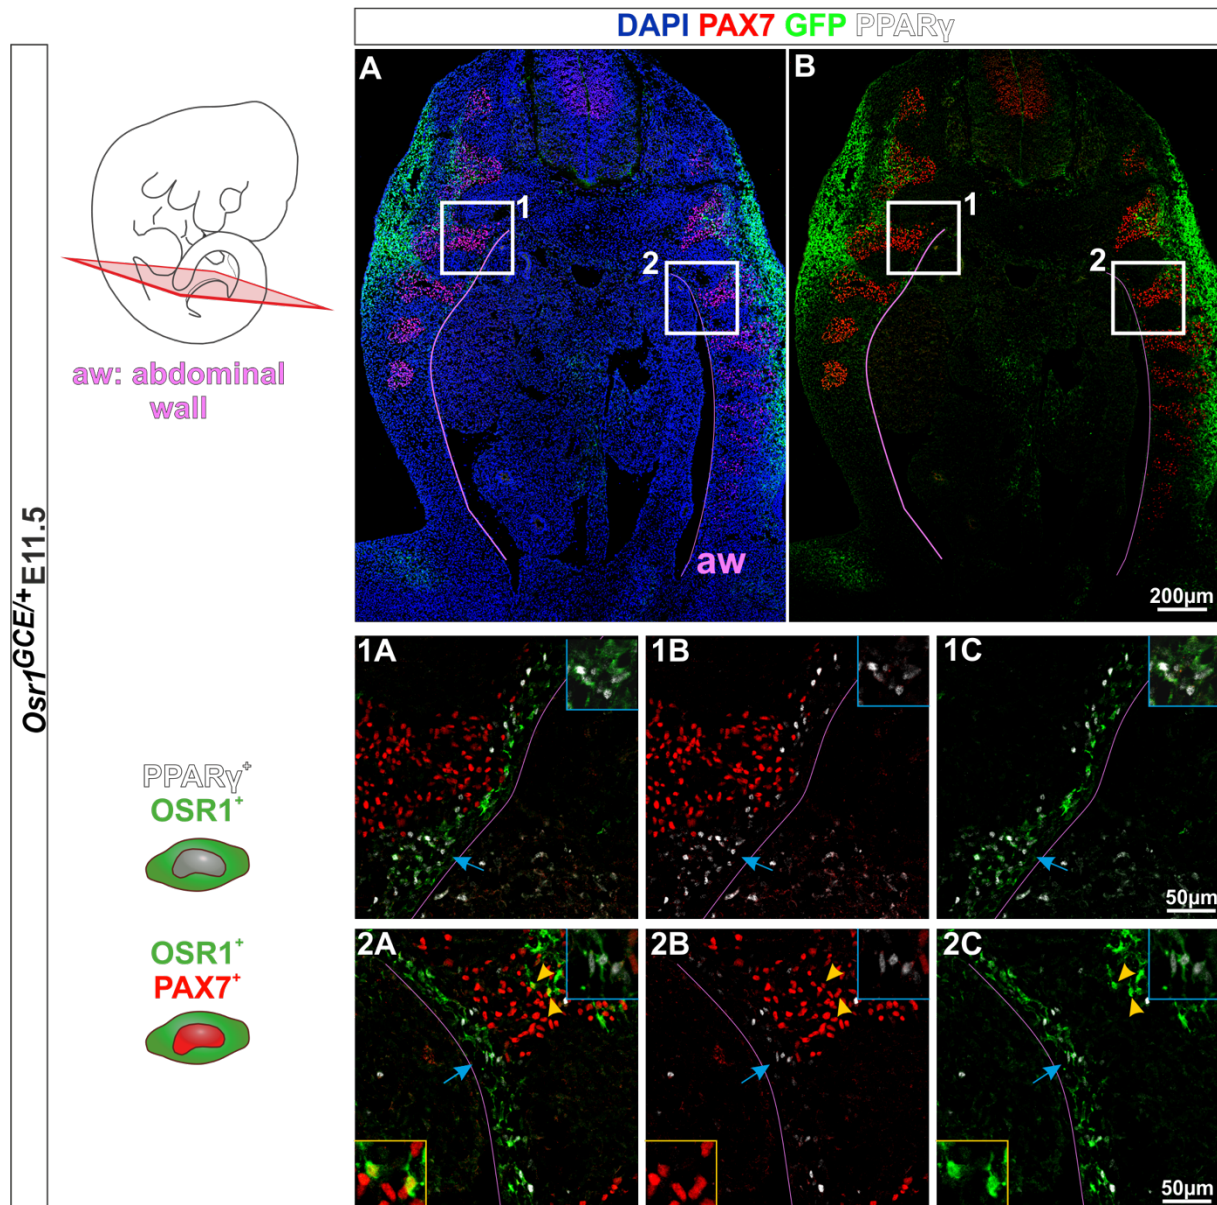 DAPI PAX7 GFP PPARγ
A
B
1
2
1
2
aw
200µm
aw: abdominal
wall
Osr1GCE/+E11.5
1A
1B
1C
50µm
PPARγ+
OSR1+
OSR1+
PAX7+
2A
2B
2C
50µm